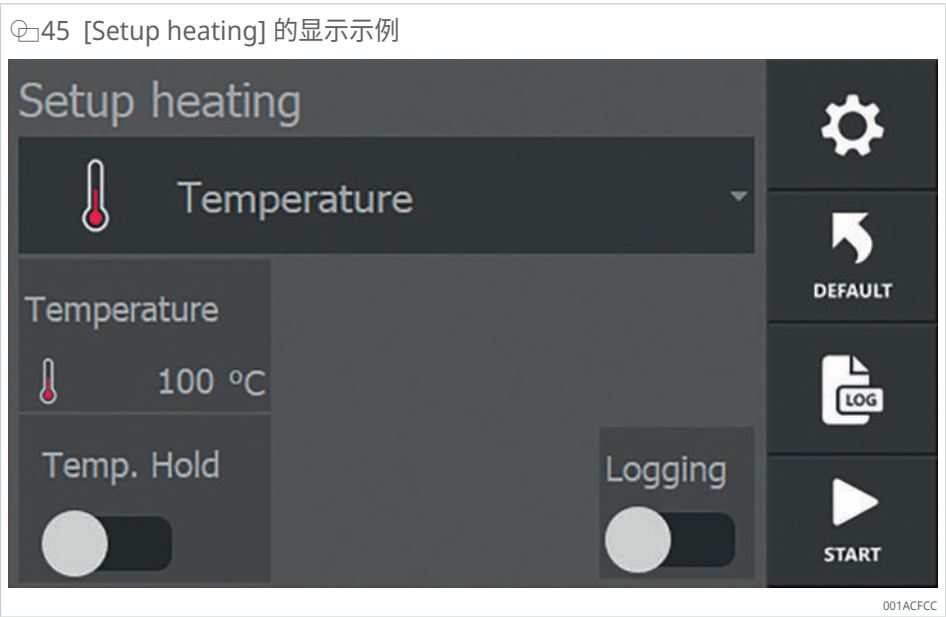 45 [Setup heating] 的显示示例
Setup heating
Temperature
Temperature
100 °C
Temp. Hold
Logging
DEFAULT
LOG
START
001ACFCC